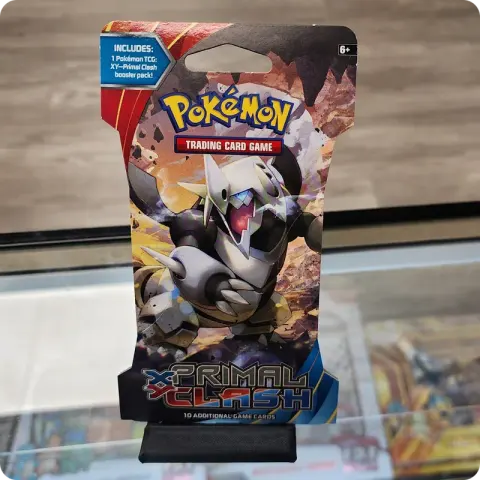 INCLUDES:
1 Pokémon TCG:
XY—Primal Clash
booster pack!
6+
POKéMON
TRADING CARD GAME
XY
PRIMAL
CLASH
10 ADDITIONAL GAME CARDS